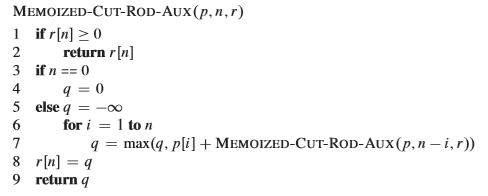 MEMOIZED-CUT-ROD-AUX(p, n, r)
1 if r[n] ≥ 0
2 return r[n]
3 if n == 0
4 q = 0
5 else q = −∞
6 for i = 1 to n
7 q = max(q, p[i] + MEMOIZED-CUT-ROD-AUX(p, n − i, r))
8 r[n] = q
9 return q